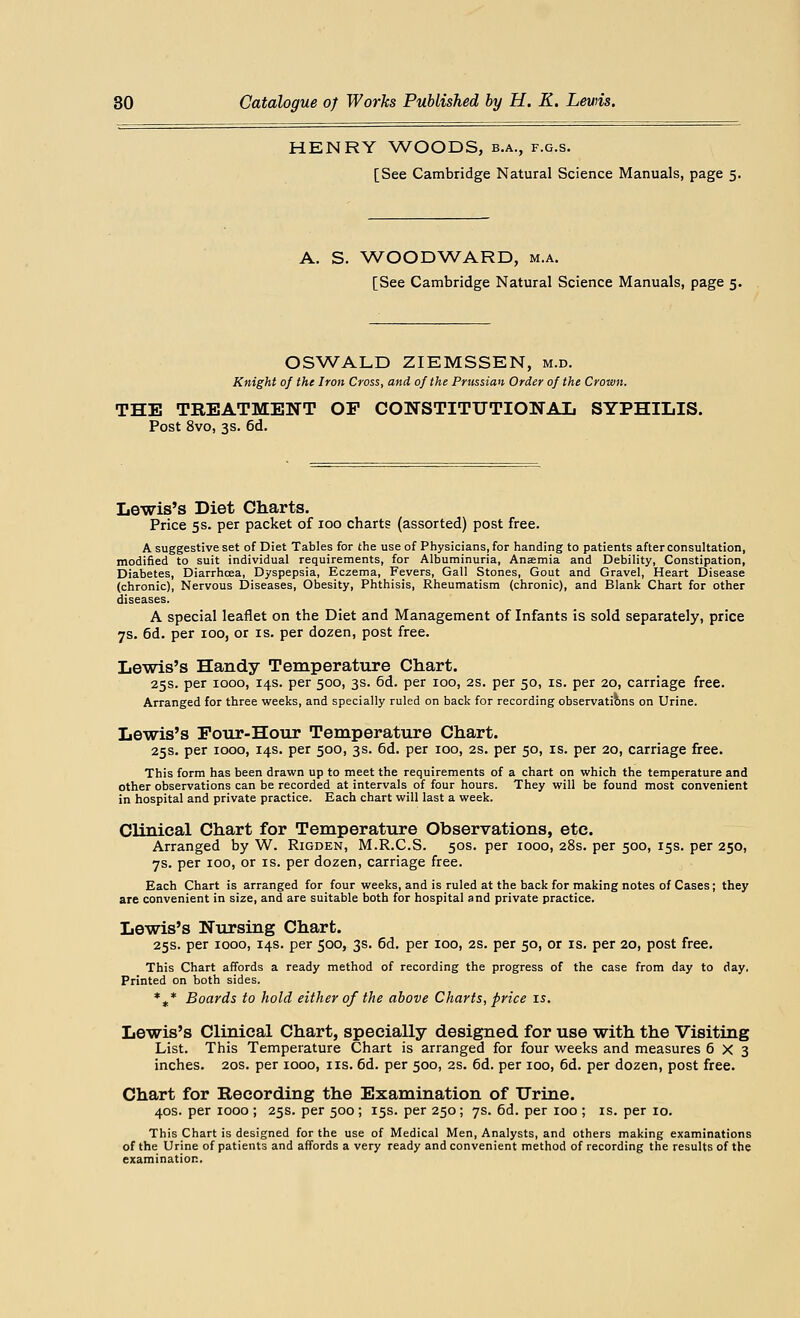 30 Catalogue of Works Published by H. K. Lewis.
HENRY WOODS, B.A., F.G.S.
[See Cambridge Natural Science Manuals, page 5.
A. S. WOODWARD, M.A.
[See Cambridge Natural Science Manuals, page 5.
OSWALD ZIEMSSEN, M.D.
Knight of the Iron Cross, and of the Prussian Order of the Crown.
THE TREATMENT OF CONSTITUTIONAL SYPHILIS.
Post 8vo, 3s. 6d.
Lewis's Diet Charts.
Price 5s. per packet of 100 charts (assorted) post free.
A suggestive set of Diet Tables for the use of Physicians, for handing to patients after consultation,
modified to suit individual requirements, for Albuminuria, Anæmia and Debility, Constipation,
Diabetes, Diarrhœa, Dyspepsia, Eczema, Fevers, Gall Stones, Gout and Gravel, Heart Disease
(chronic), Nervous Diseases, Obesity, Phthisis, Rheumatism (chronic), and Blank Chart for other
diseases.
A special leaflet on the Diet and Management of Infants is sold separately, price
7s. 6d. per 100, or 1s. per dozen, post free.
Lewis's Handy Temperature Chart.
25s. per 1000, 14s. per 500, 3s. 6d. per 100, 2s. per 50, 1s. per 20, carriage free.
Arranged for three weeks, and specially ruled on back for recording observations on Urine.
Lewis's Four-Hour Temperature Chart.
25s. per 1000, 14s. per 500, 3s. 6d. per 100, 2s. per 50, 1s. per 20, carriage free.
This form has been drawn up to meet the requirements of a chart on which the temperature and
other observations can be recorded at intervals of four hours. They will be found most convenient
in hospital and private practice. Each chart will last a week.
Clinical Chart for Temperature Observations, etc.
Arranged by W. RIGDEN, M.R.C.S. 50s. per 1000, 28s. per 500, 15s. per 250,
7s. per 100, or 1s. per dozen, carriage free.
Each Chart is arranged for four weeks, and is ruled at the back for making notes of Cases; they
are convenient in size, and are suitable both for hospital and private practice.
Lewis's Nursing Chart.
25s. per 1000, 14s. per 500, 3s. 6d. per 100, 2s. per 50, or 1s. per 20, post free.
This Chart affords a ready method of recording the progress of the case from day to day.
Printed on both sides.
*⁎* Boards to hold either of the above Charts, price 1s.
Lewis's Clinical Chart, specially designed for use with the Visiting
List. This Temperature Chart is arranged for four weeks and measures 6 X 3
inches. 20s. per 1000, 11s. 6d. per 500, 2s. 6d. per 100, 6d. per dozen, post free.
Chart for Recording the Examination of Urine.
40s. per 1000 ; 25s. per 500 ; 15s. per 250 ; 7s. 6d. per 100 ; 1s. per 10.
This Chart is designed for the use of Medical Men, Analysts, and others making examinations
of the Urine of patients and affords a very ready and convenient method of recording the results of the
examination.